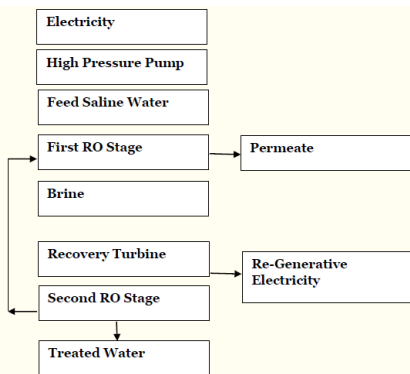 Electricity
High Pressure Pump
Feed Saline Water
First RO Stage
Permeate
Brine
Recovery Turbine
Re-Generative
Electricity
Second RO Stage
Treated Water